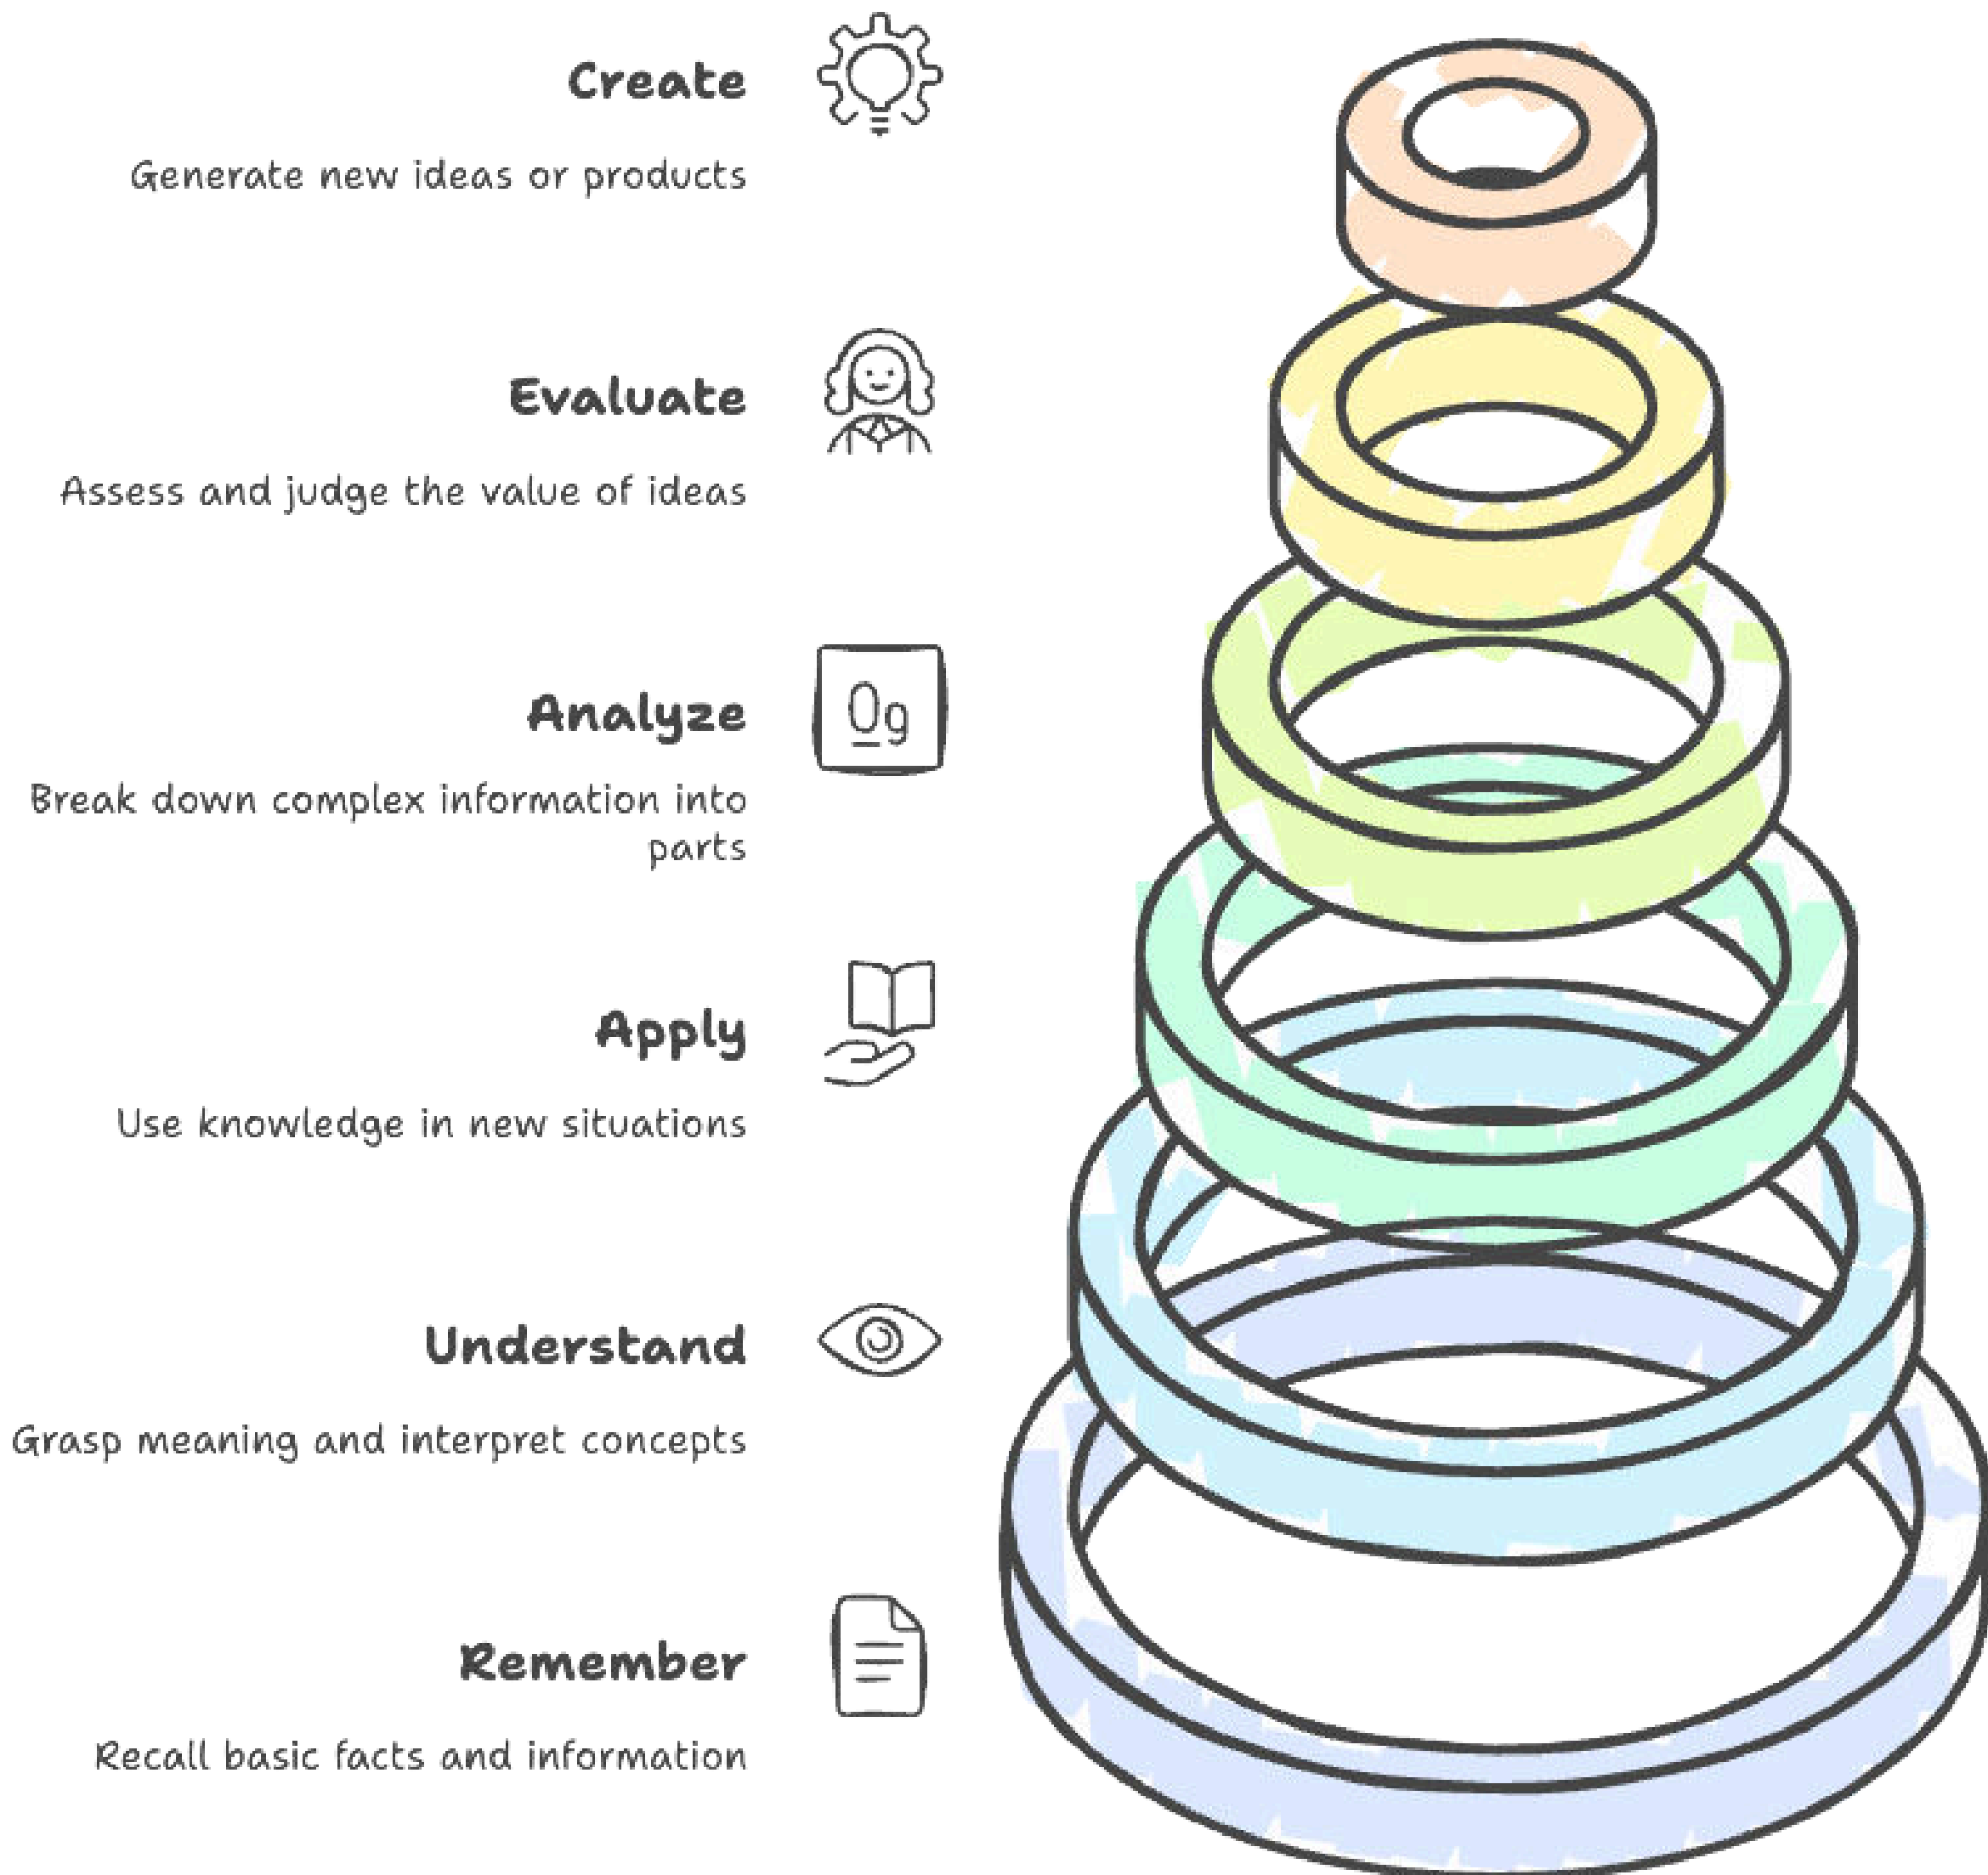 Create
Generate new ideas or products
Evaluate
Assess and judge the value of ideas
Analyze
0g
Break down complex information into
parts
Apply
Use knowledge in new situations
Understand
Grasp meaning and interpret concepts
Remember
Recall basic facts and information